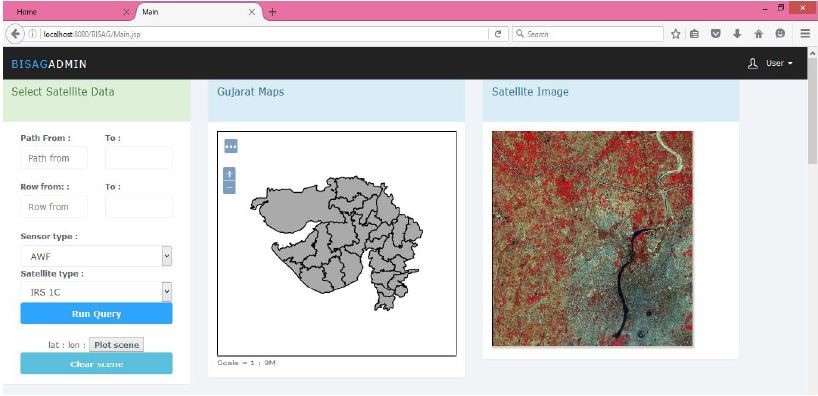 Home
Main
localhost:8080/BISAG/Main.jsp
Search
BISAGADMIN
User
Select Satellite Data
Path From :
To :
Path from
Row from: :
To :
Row from
Sensor type :
AWF
Satellite type :
IRS 1C
Run Query
lat : lon : Plot scene
Clear scene
Gujarat Maps
+
−
Scale = 1 : 9M
Satellite Image